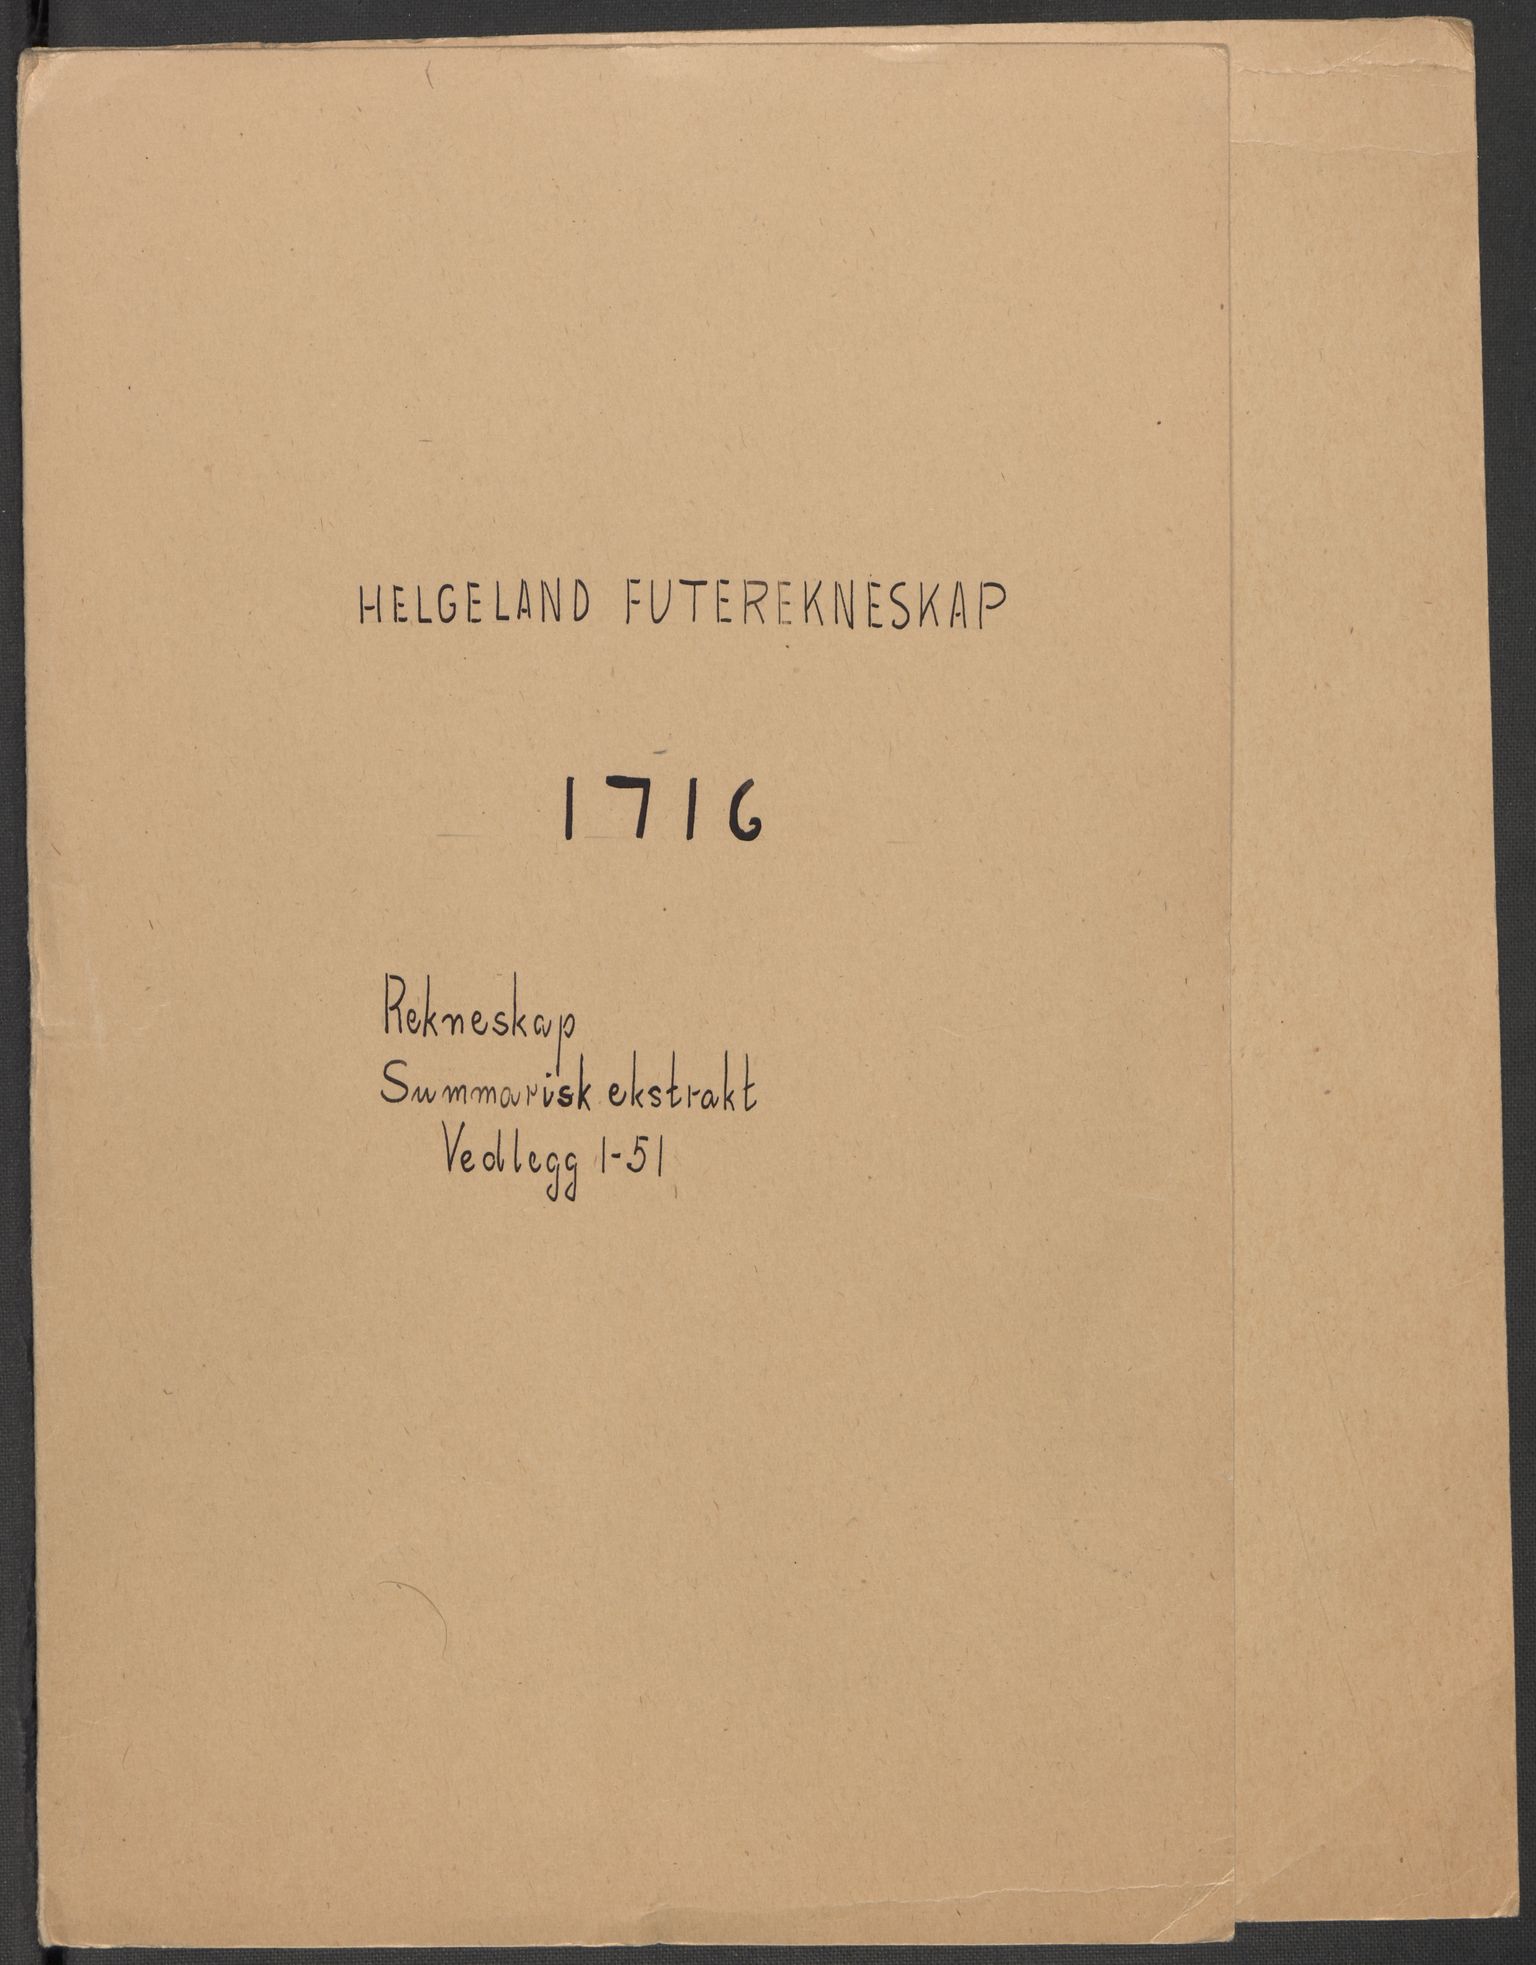 HELGELAND FUTEREKNESKAP
1716
Rekneskap
Summarisk ekstrakt
Vedlegg 1-51